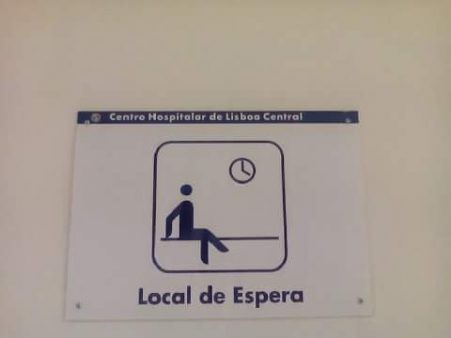 Centro Hospitalar de Lisboa Central
Local de Espera